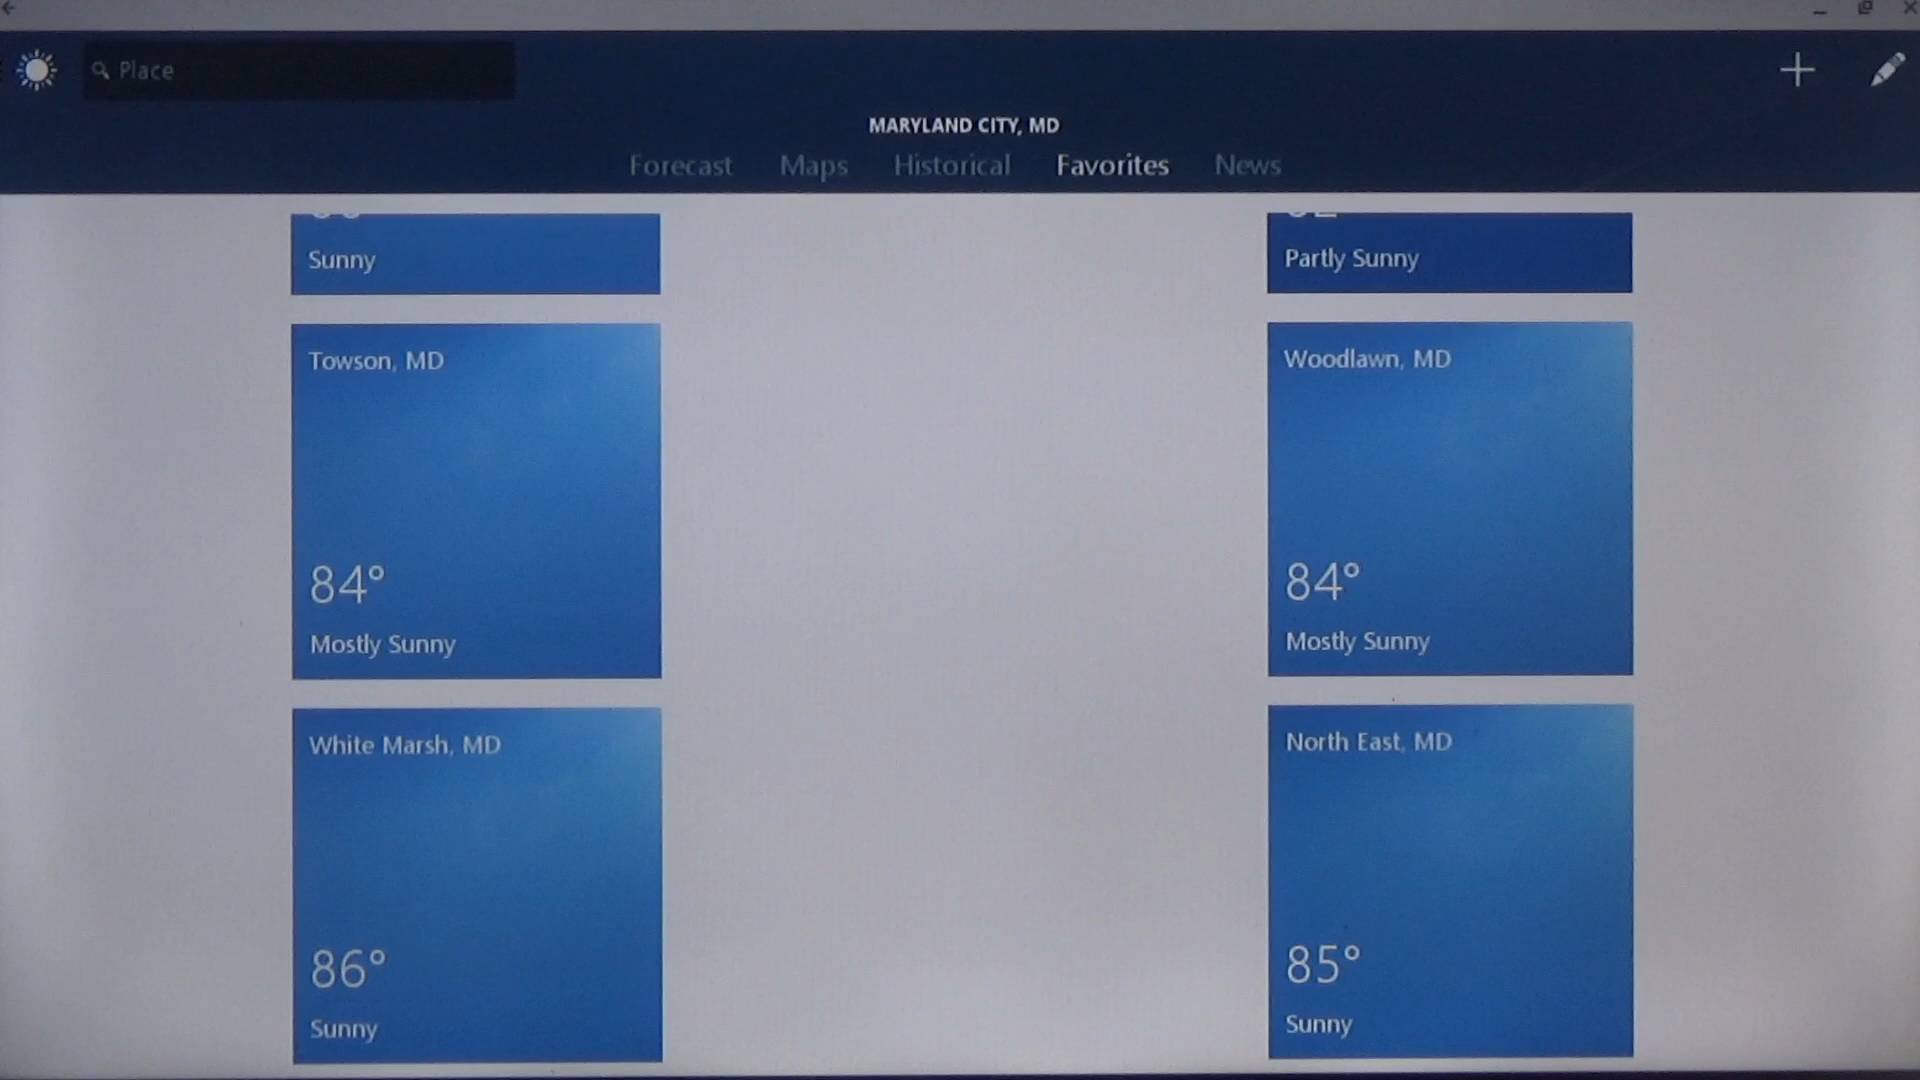 Place
MARYLAND CITY, MD
Forecast Maps Historical Favorites News
Sunny
Partly Sunny
Towson, MD
84°
Mostly Sunny
Woodlawn, MD
84°
Mostly Sunny
White Marsh, MD
86°
Sunny
North East, MD
85°
Sunny